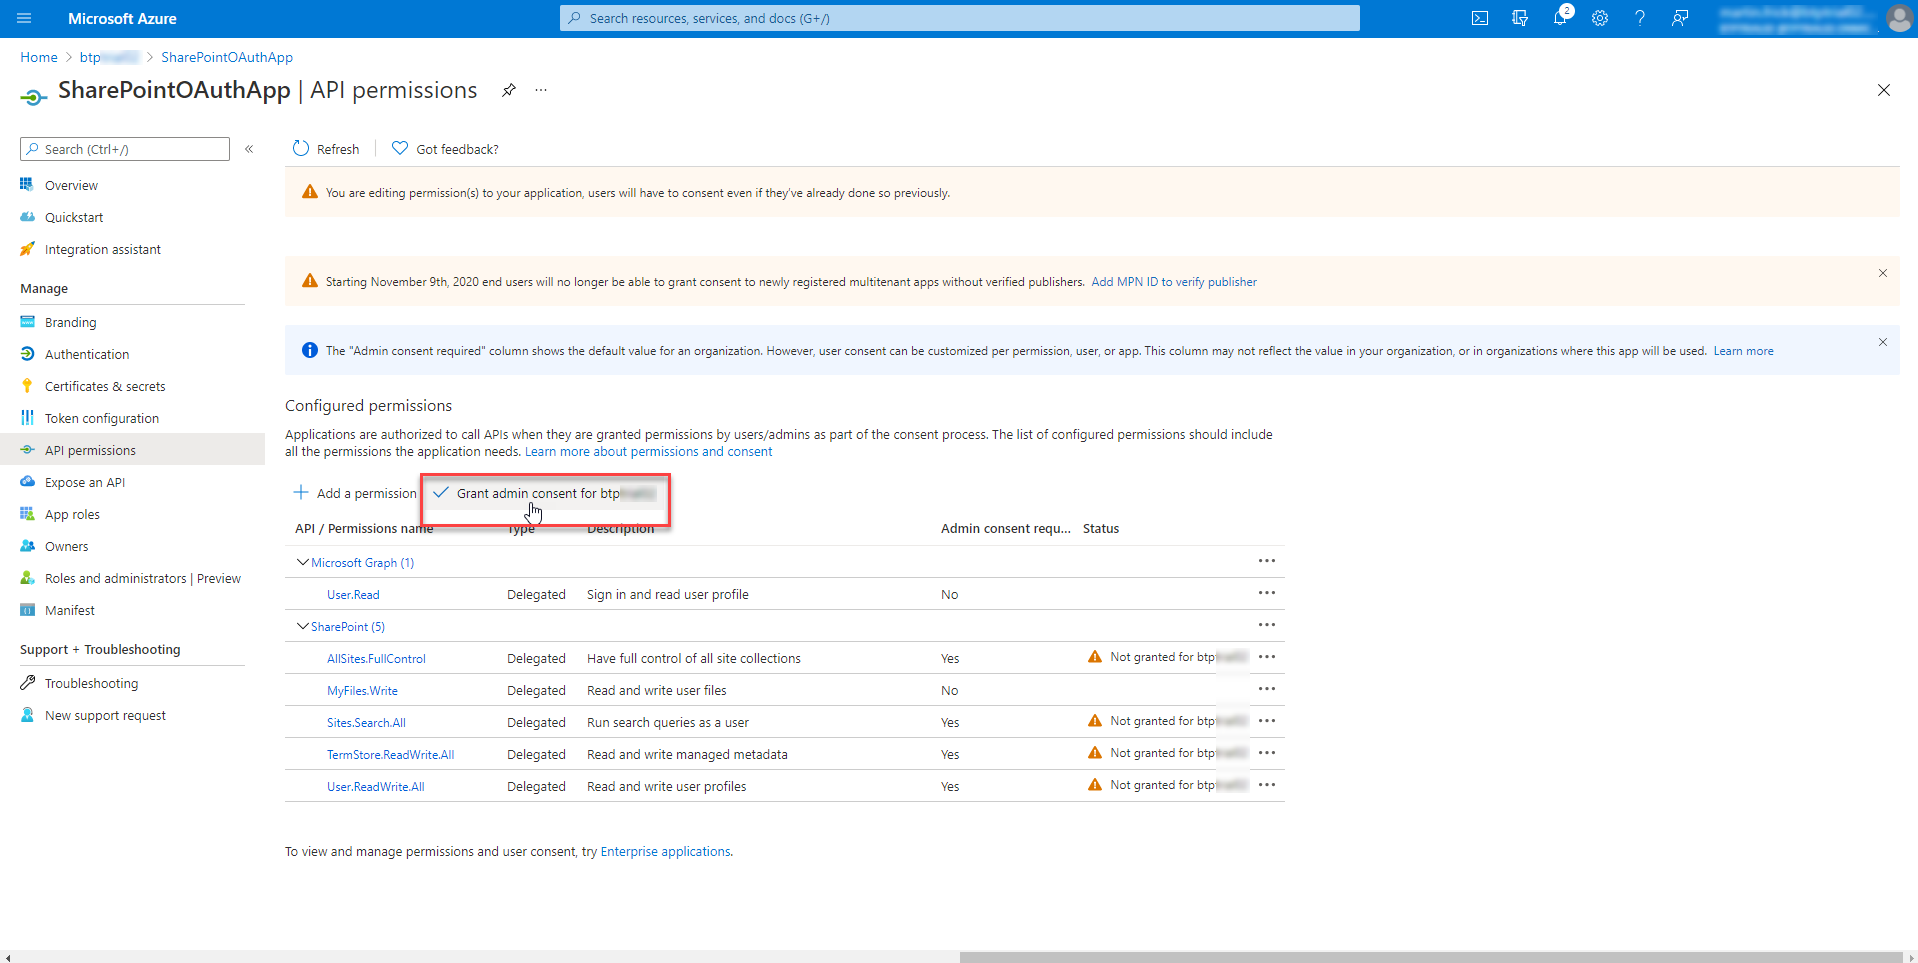 Microsoft Azure
Search resources, services, and docs (G+/)
2
Home > btp > SharePointOAuthApp
SharePointOAuthApp | API permissions
Search (Ctrl+/)
Overview
Quickstart
Integration assistant
Manage
Branding
Authentication
Certificates & secrets
Token configuration
API permissions
Expose an API
App roles
Owners
Roles and administrators | Preview
Manifest
Support + Troubleshooting
Troubleshooting
New support request
Refresh
Got feedback?
You are editing permission(s) to your application, users will have to consent even if they've already done so previously.
Starting November 9th, 2020 end users will no longer be able to grant consent to newly registered multitenant apps without verified publishers. Add MPN ID to verify publisher
The "Admin consent required" column shows the default value for an organization. However, user consent can be customized per permission, user, or app. This column may not reflect the value in your organization, or in organizations where this app will be used. Learn more
Configured permissions
Applications are authorized to call APIs when they are granted permissions by users/admins as part of the consent process. The list of configured permissions should include
all the permissions the application needs. Learn more about permissions and consent
Add a permission
Grant admin consent for btp
API / Permissions name Type Description Admin consent requ... Status
Microsoft Graph (1)
User.Read Delegated Sign in and read user profile No
SharePoint (5)
AllSites.FullControl Delegated Have full control of all site collections Yes Not granted for btp
MyFiles.Write Delegated Read and write user files No
Sites.Search.All Delegated Run search queries as a user Yes Not granted for btp
TermStore.ReadWrite.All Delegated Read and write managed metadata Yes Not granted for btp
User.ReadWrite.All Delegated Read and write user profiles Yes Not granted for btp
To view and manage permissions and user consent, try Enterprise applications.